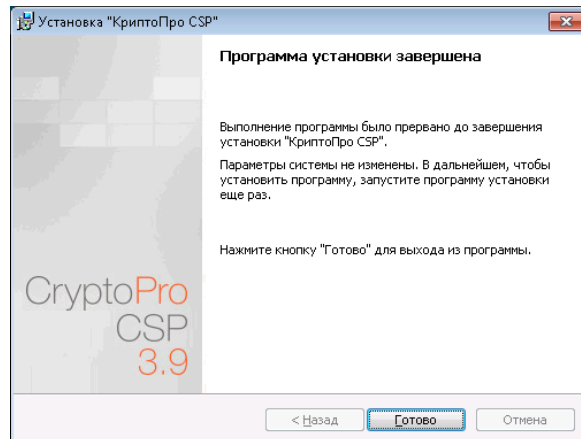 Установка "КриптоПро CSP"
Программа установки завершена
Выполнение программы было прервано до завершения
установки "КриптоПро CSP".
Параметры системы не изменены. В дальнейшем, чтобы
установить программу, запустите программу установки
еще раз.
Нажмите кнопку "Готово" для выхода из программы.
CryptoPro
CSP
3.9
< Назад
Готово
Отмена